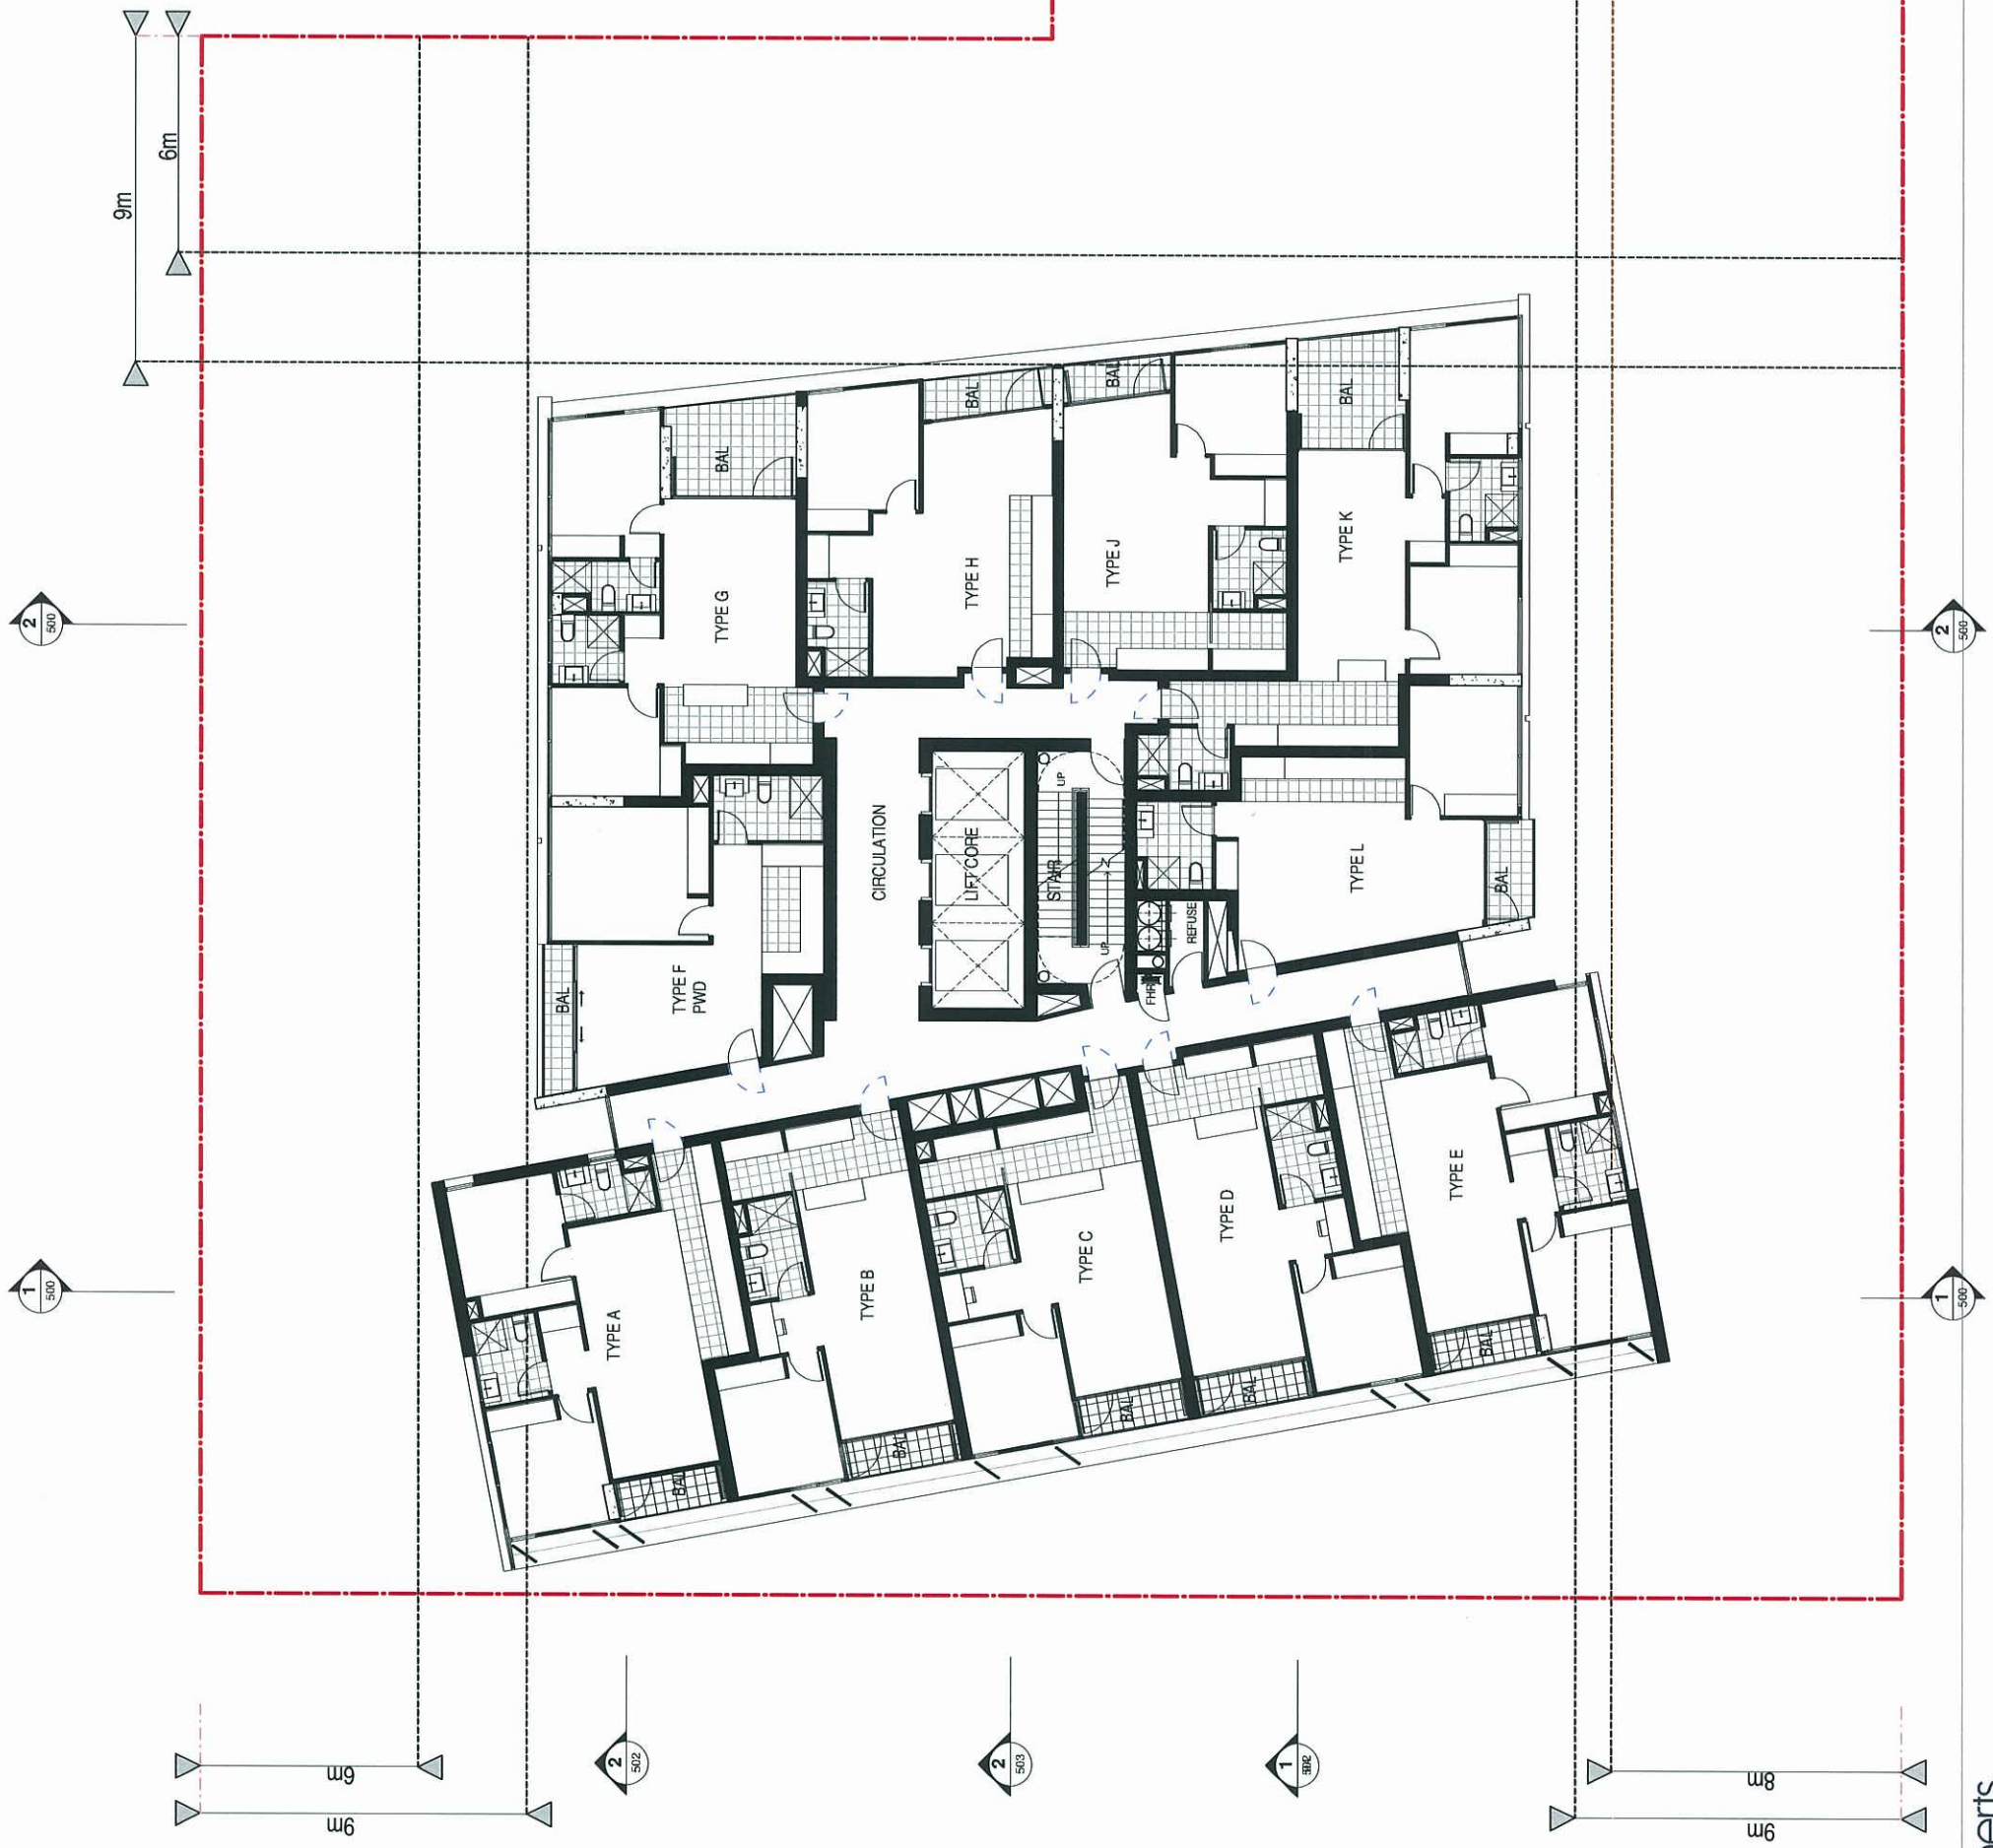 9m
6m
2
500
2
500
1
500
1
500
BAL
BAL
BAL
BAL
TYPE G
TYPE H
TYPE J
TYPE K
CIRCULATION
LIFT CORE
STAIR
UP
UP
TYPE L
BAL
REFUSE
FHR
BAL
TYPE F
PWD
TYPE A
TYPE B
TYPE C
TYPE D
TYPE E
BAL
BAL
BAL
BAL
BAL
2
502
2
503
1
6m
9m
8m
9m